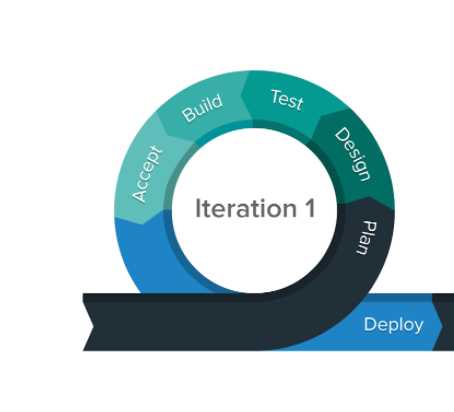 Build
Test
Accept
Design
Iteration 1
Plan
Deploy